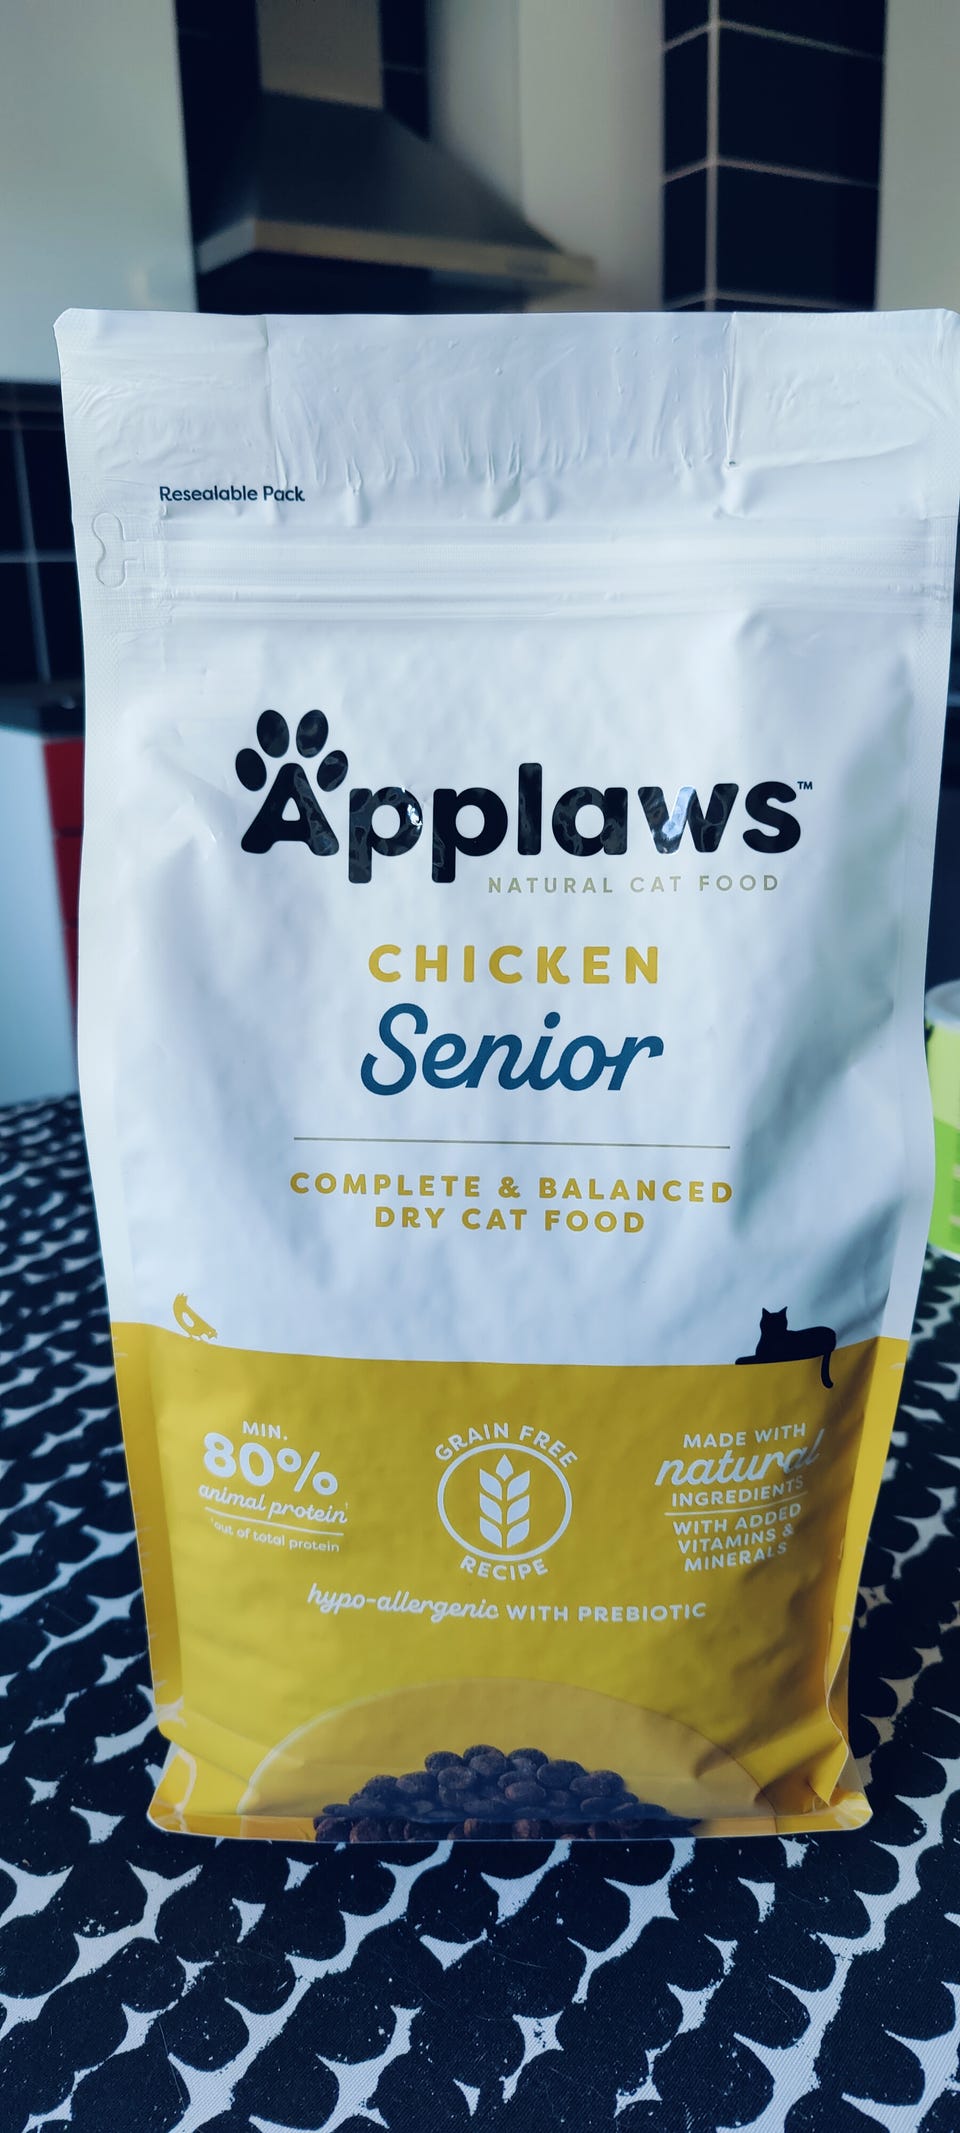 Resealable Pack
Applaws™
NATURAL CAT FOOD
CHICKEN
Senior
COMPLETE & BALANCED
DRY CAT FOOD
MIN.
80%
animal protein†
†out of total protein
GRAIN FREE
RECIPE
MADE WITH
natural
INGREDIENTS
WITH ADDED
VITAMINS &
MINERALS
hypo-allergenic WITH PREBIOTIC